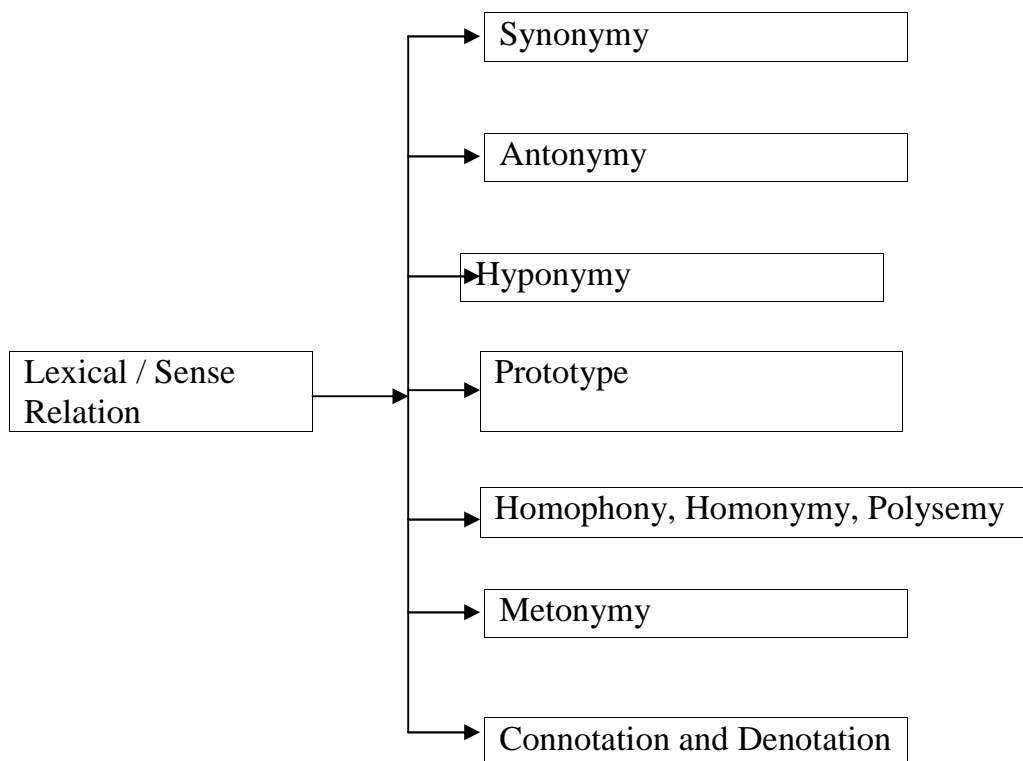 Synonymy
Antonymy
Hyponymy
Lexical / Sense
Relation
Prototype
Homophony, Homonymy, Polysemy
Metonymy
Connotation and Denotation